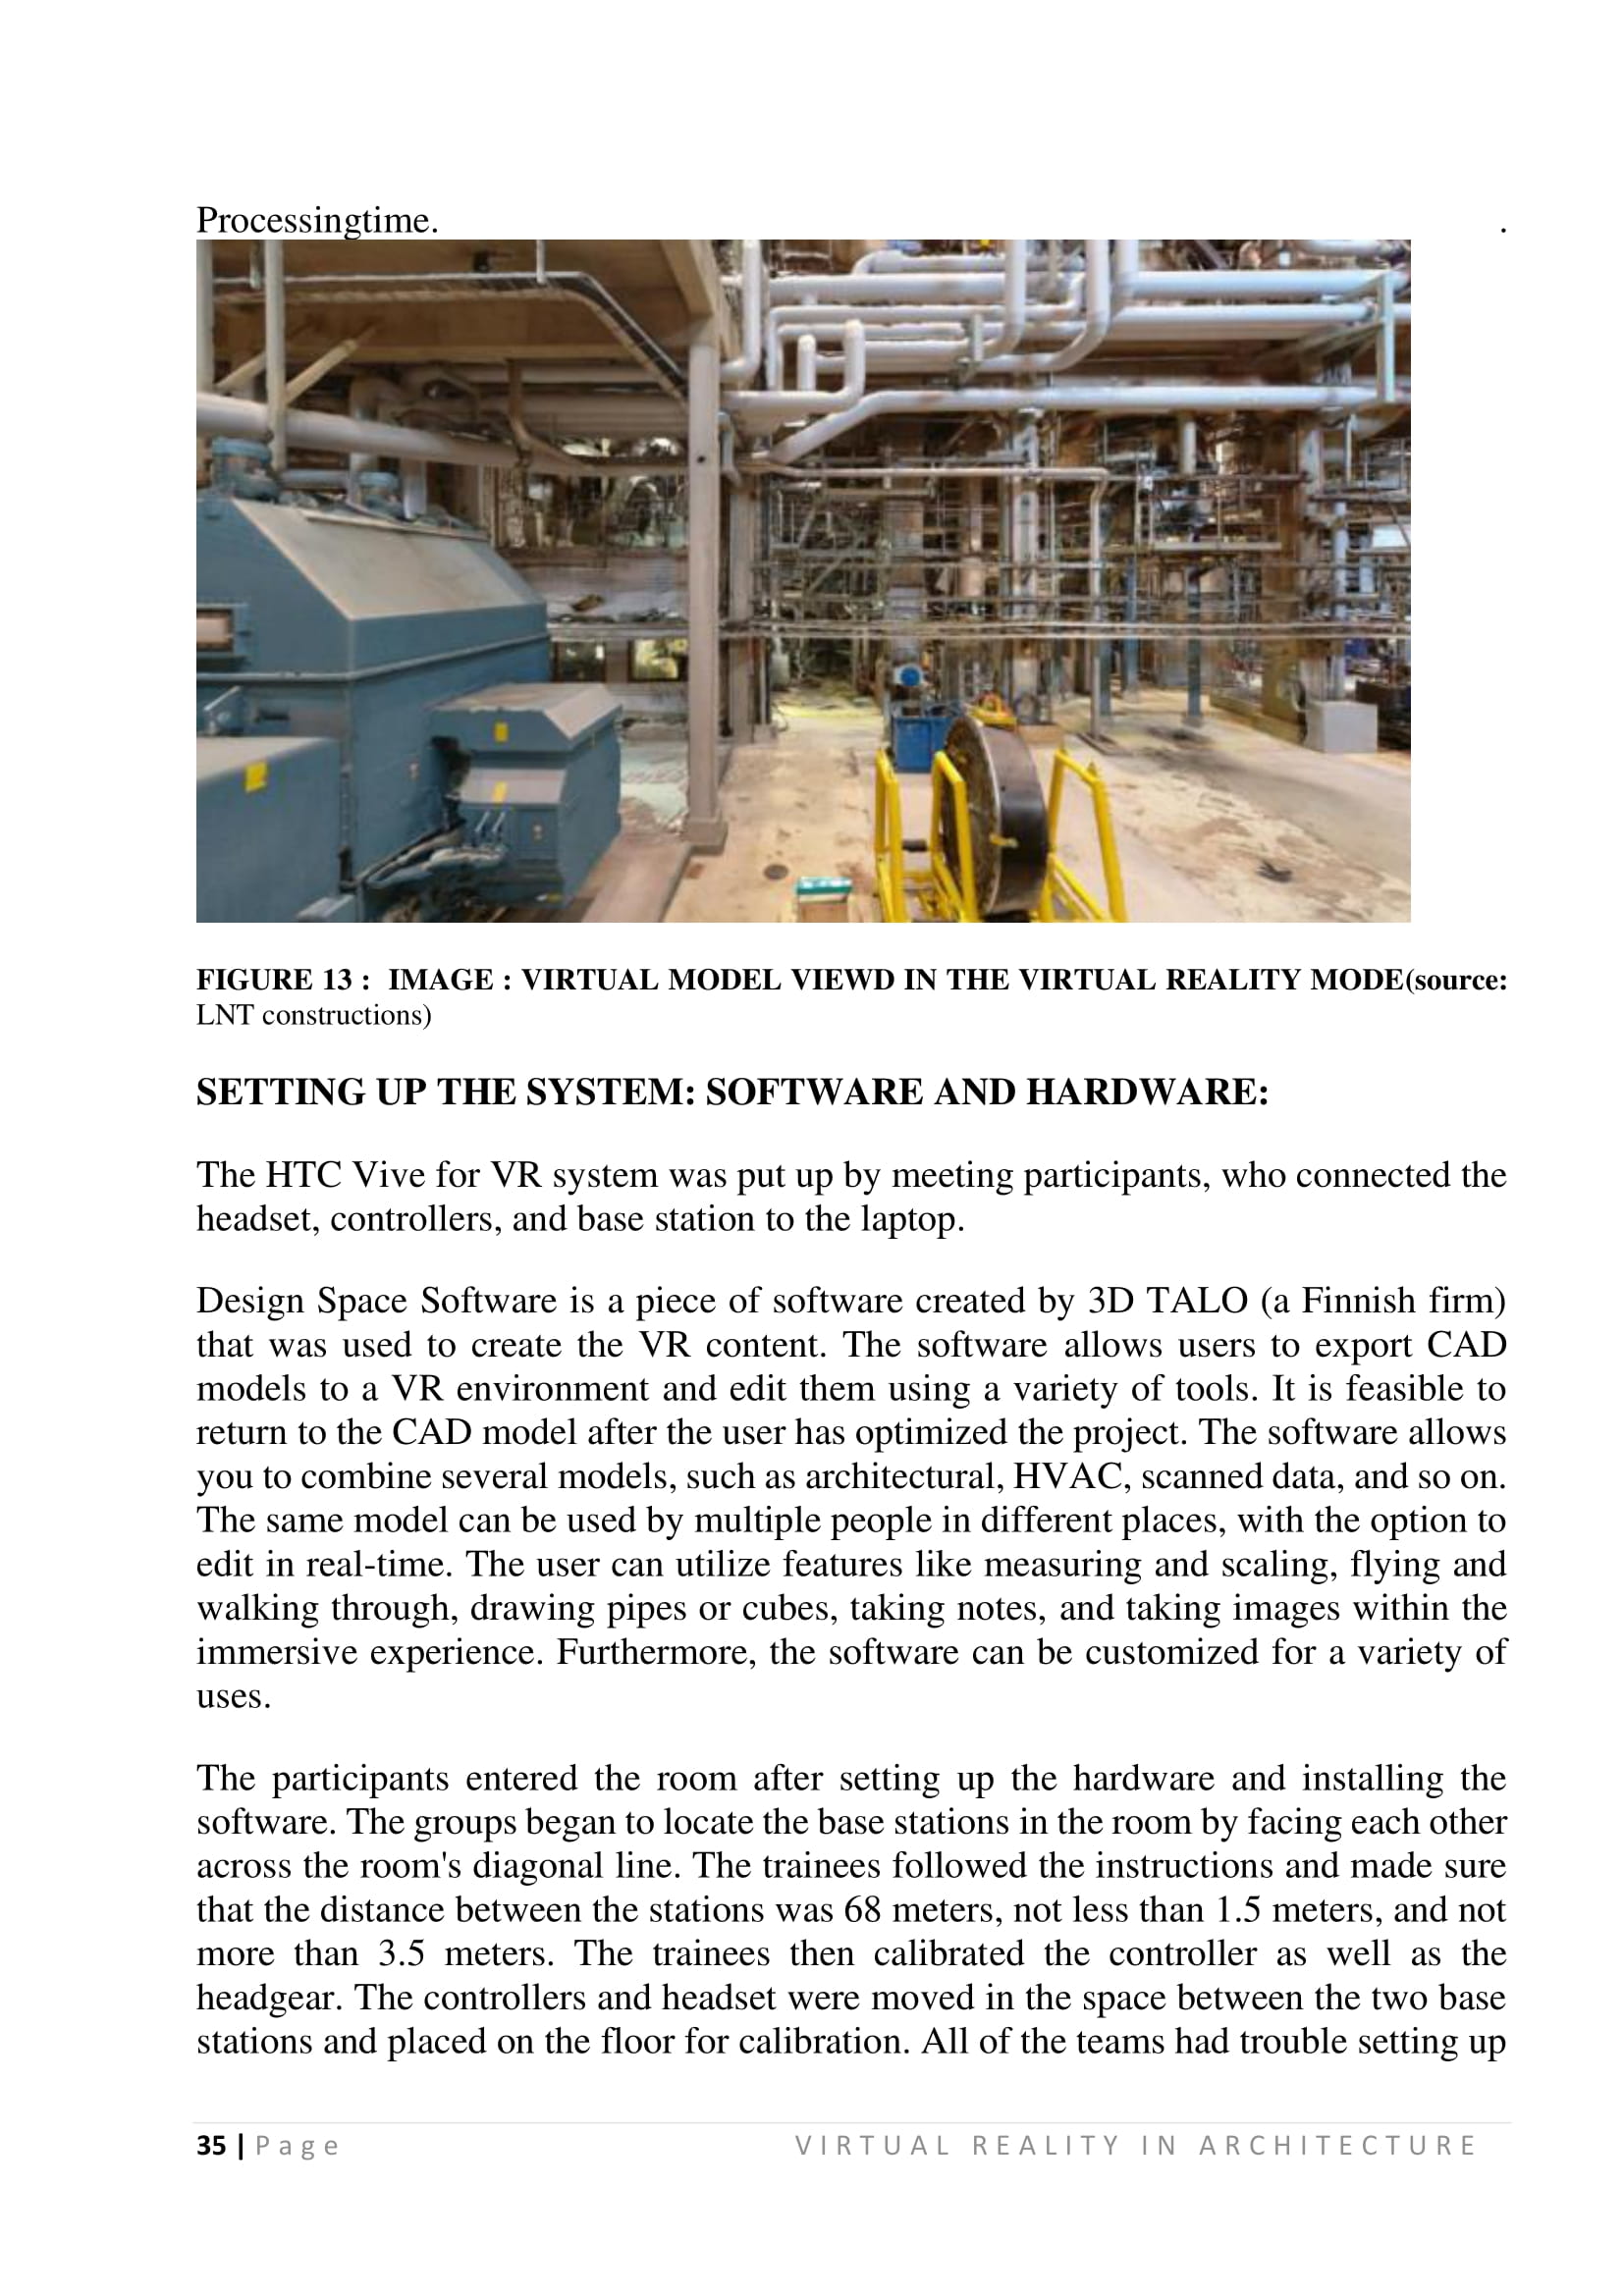 Processingtime. .
FIGURE 13 : IMAGE : VIRTUAL MODEL VIEWD IN THE VIRTUAL REALITY MODE(source:
LNT constructions)
SETTING UP THE SYSTEM: SOFTWARE AND HARDWARE:
The HTC Vive for VR system was put up by meeting participants, who connected the
headset, controllers, and base station to the laptop.
Design Space Software is a piece of software created by 3D TALO (a Finnish firm)
that was used to create the VR content. The software allows users to export CAD
models to a VR environment and edit them using a variety of tools. It is feasible to
return to the CAD model after the user has optimized the project. The software allows
you to combine several models, such as architectural, HVAC, scanned data, and so on.
The same model can be used by multiple people in different places, with the option to
edit in real-time. The user can utilize features like measuring and scaling, flying and
walking through, drawing pipes or cubes, taking notes, and taking images within the
immersive experience. Furthermore, the software can be customized for a variety of
uses.
The participants entered the room after setting up the hardware and installing the
software. The groups began to locate the base stations in the room by facing each other
across the room's diagonal line. The trainees followed the instructions and made sure
that the distance between the stations was 68 meters, not less than 1.5 meters, and not
more than 3.5 meters. The trainees then calibrated the controller as well as the
headgear. The controllers and headset were moved in the space between the two base
stations and placed on the floor for calibration. All of the teams had trouble setting up
35 | Page VIRTUAL REALITY IN ARCHITECTURE